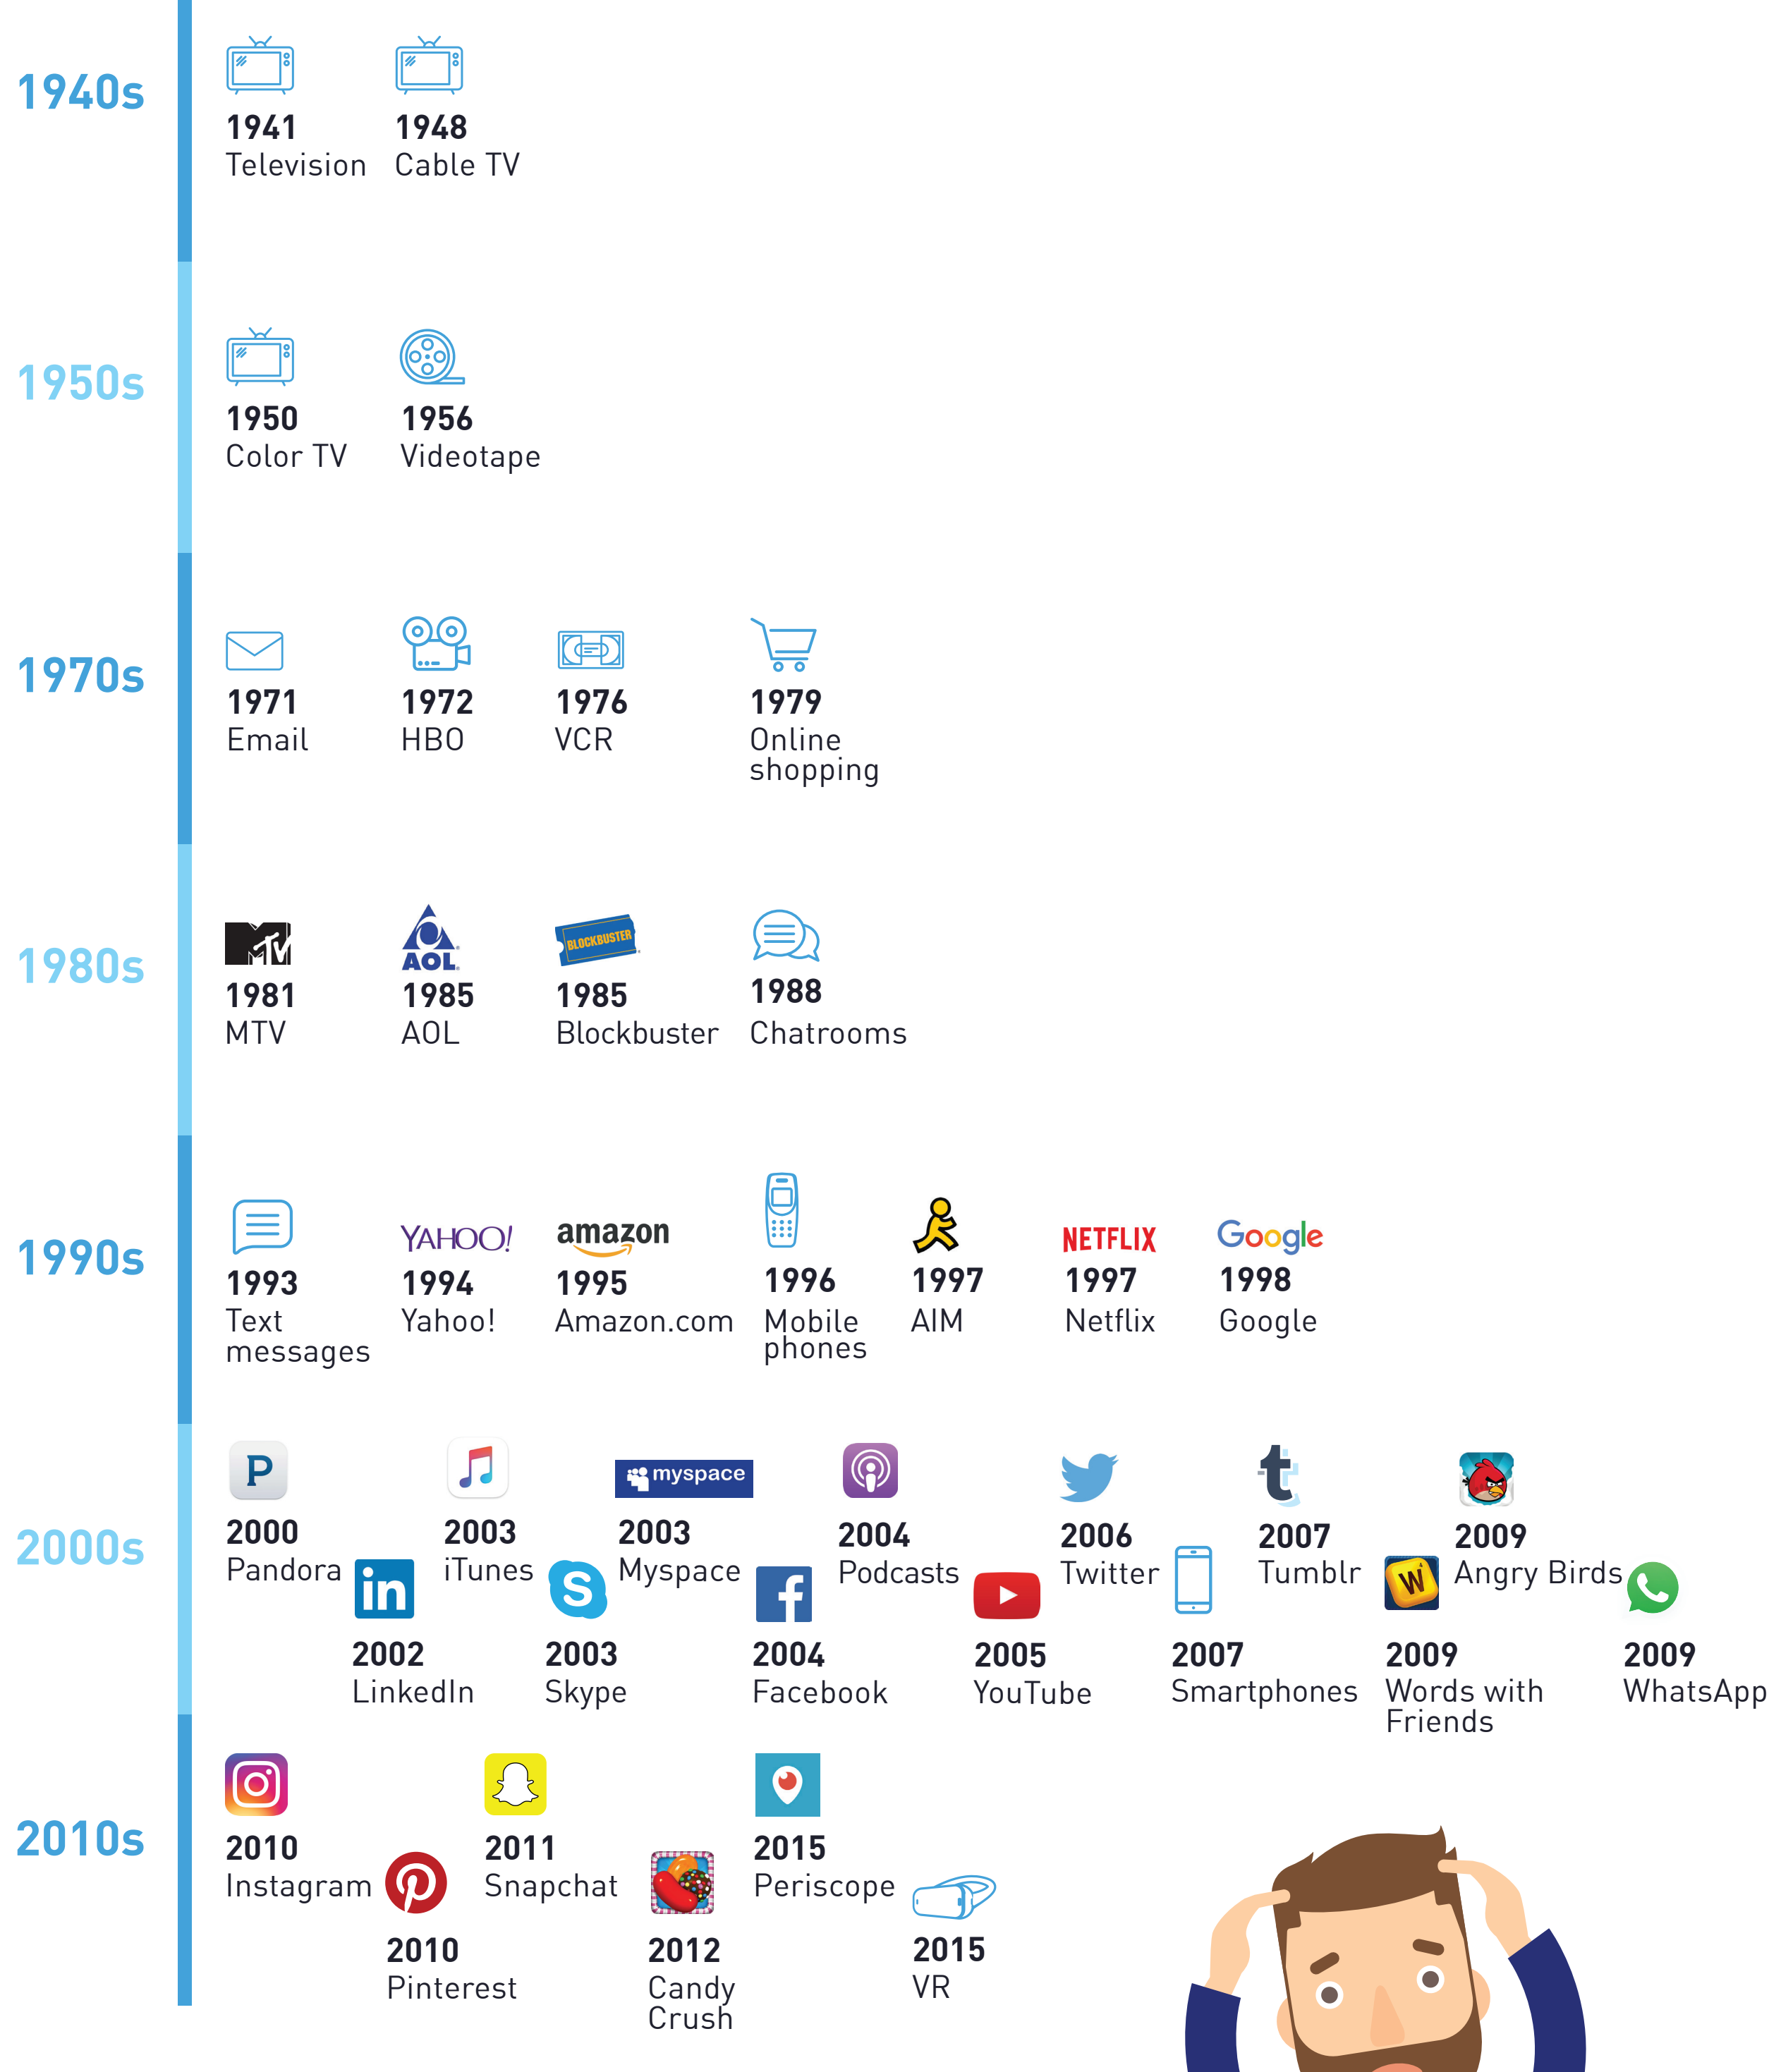 1940s
1941
Television
1948
Cable TV
1950s
1950
Color TV
1956
Videotape
1970s
1971
Email
1972
HBO
1976
VCR
1979
Online
shopping
1980s
MTV
1981
MTV
AOL
1985
AOL
BLOCKBUSTER
1985
Blockbuster
1988
Chatrooms
1990s
1993
Text
messages
YAHOO!
1994
Yahoo!
amazon
1995
Amazon.com
1996
Mobile
phones
1997
AIM
NETFLIX
1997
Netflix
Google
1998
Google
2000s
P
2000
Pandora
in
2002
LinkedIn
2003
iTunes
S
2003
Skype
myspace
2003
Myspace
f
2004
Facebook
2004
Podcasts
2005
YouTube
2006
Twitter
2007
Smartphones
t
2007
Tumblr
W
2009
Words with
Friends
2009
Angry Birds
2009
WhatsApp
2010s
2010
Instagram
2010
Pinterest
2011
Snapchat
2012
Candy
Crush
2015
Periscope
2015
VR